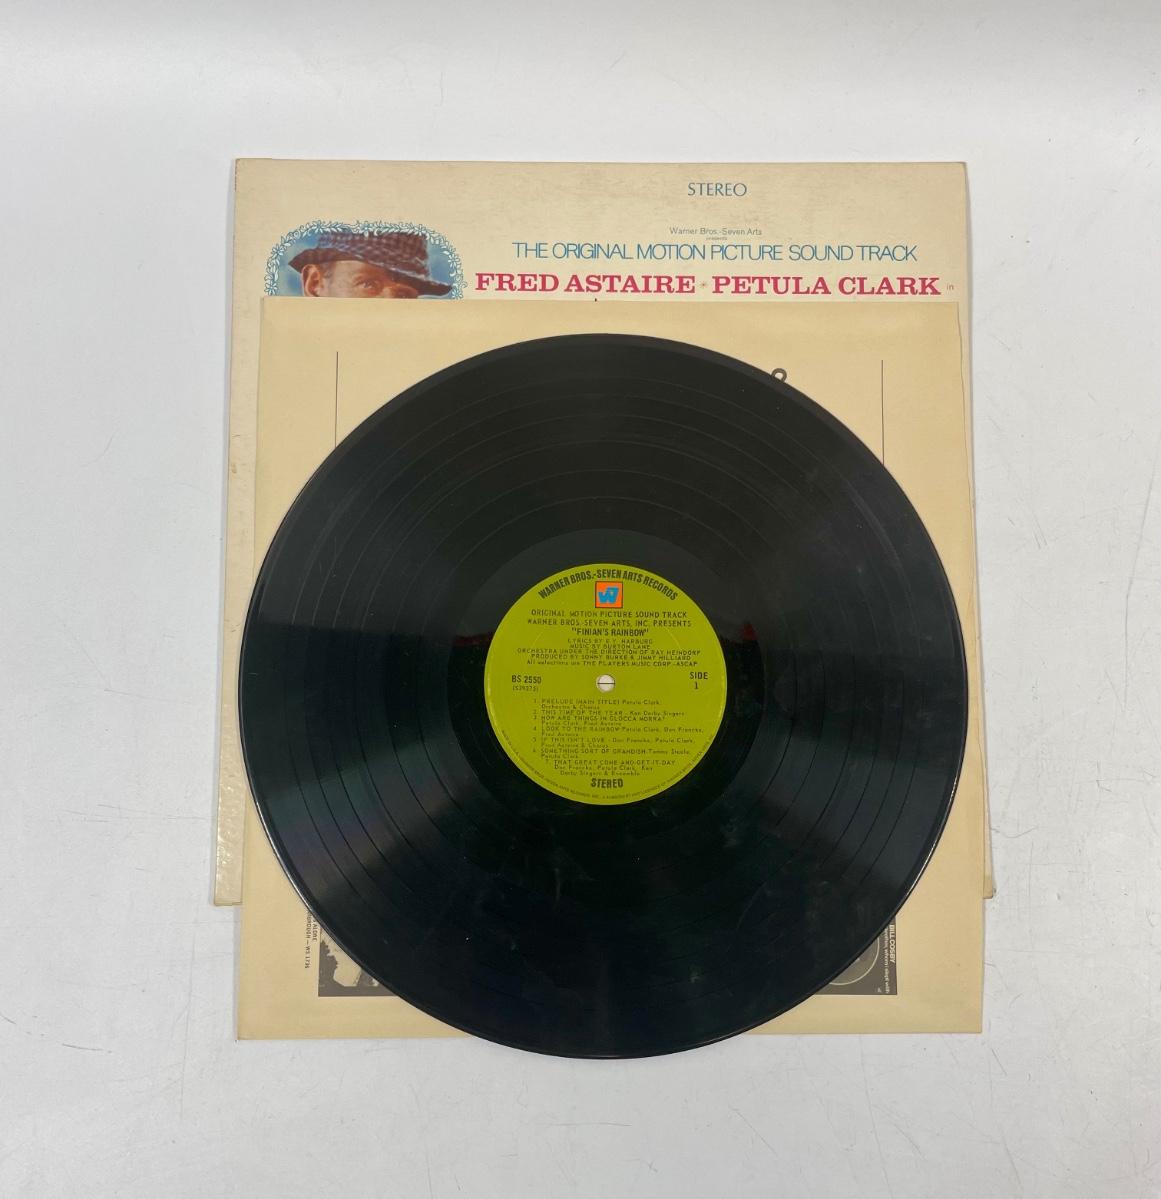 STEREO
Warner Bros.-Seven Arts
presents
THE ORIGINAL MOTION PICTURE SOUND TRACK
FRED ASTAIRE * PETULA CLARK in
WARNER BROS.-SEVEN ARTS RECORDS
W7
ORIGINAL MOTION PICTURE SOUND TRACK
WARNER BROS.-SEVEN ARTS, INC. PRESENTS
"FINIAN'S RAINBOW"
LYRICS BY E.Y. HARBURG
MUSIC BY BURTON LANE
ORCHESTRA UNDER THE DIRECTION OF RAY HEINDORF
PRODUCED BY SONNY BURKE & JIMMY HILLIARD
All selections are THE PLAYERS MUSIC CORP.-ASCAP
BS 2550
(S39275)
SIDE
1
1. PRELUDE (MAIN TITLE) Petula Clark,
Orchestra & Chorus
2. THIS TIME OF THE YEAR - Ken Darby Singers
3. HOW ARE THINGS IN GLOCCA MORRA?
Petula Clark, Fred Astaire
4. LOOK TO THE RAINBOW Petula Clark, Don Francks,
Fred Astaire
5. IF THIS ISN'T LOVE - Don Francks, Petula Clark,
Fred Astaire & Chorus
6. SOMETHING SORT OF GRANDISH Tommy Steele,
Petula Clark
7. THAT GREAT COME-AND-GET-IT-DAY
Don Francks, Petula Clark, Ken
Darby Singers & Ensemble
STEREO
ALONE
WS 1736
BILL COSBY